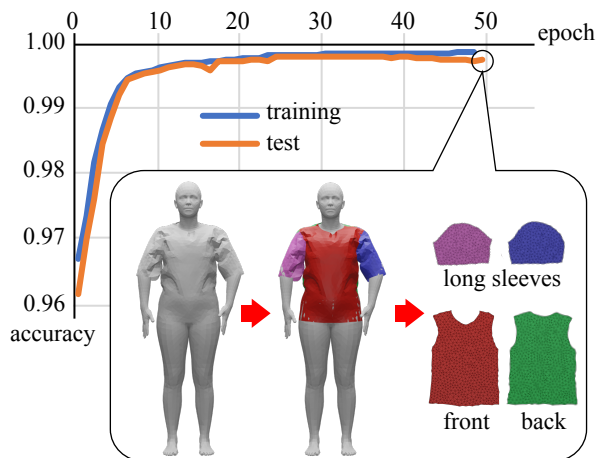 0 10 20 30 40 50 epoch
1.00
0.99
training
test
0.98
0.97
long sleeves
0.96
accuracy
front back